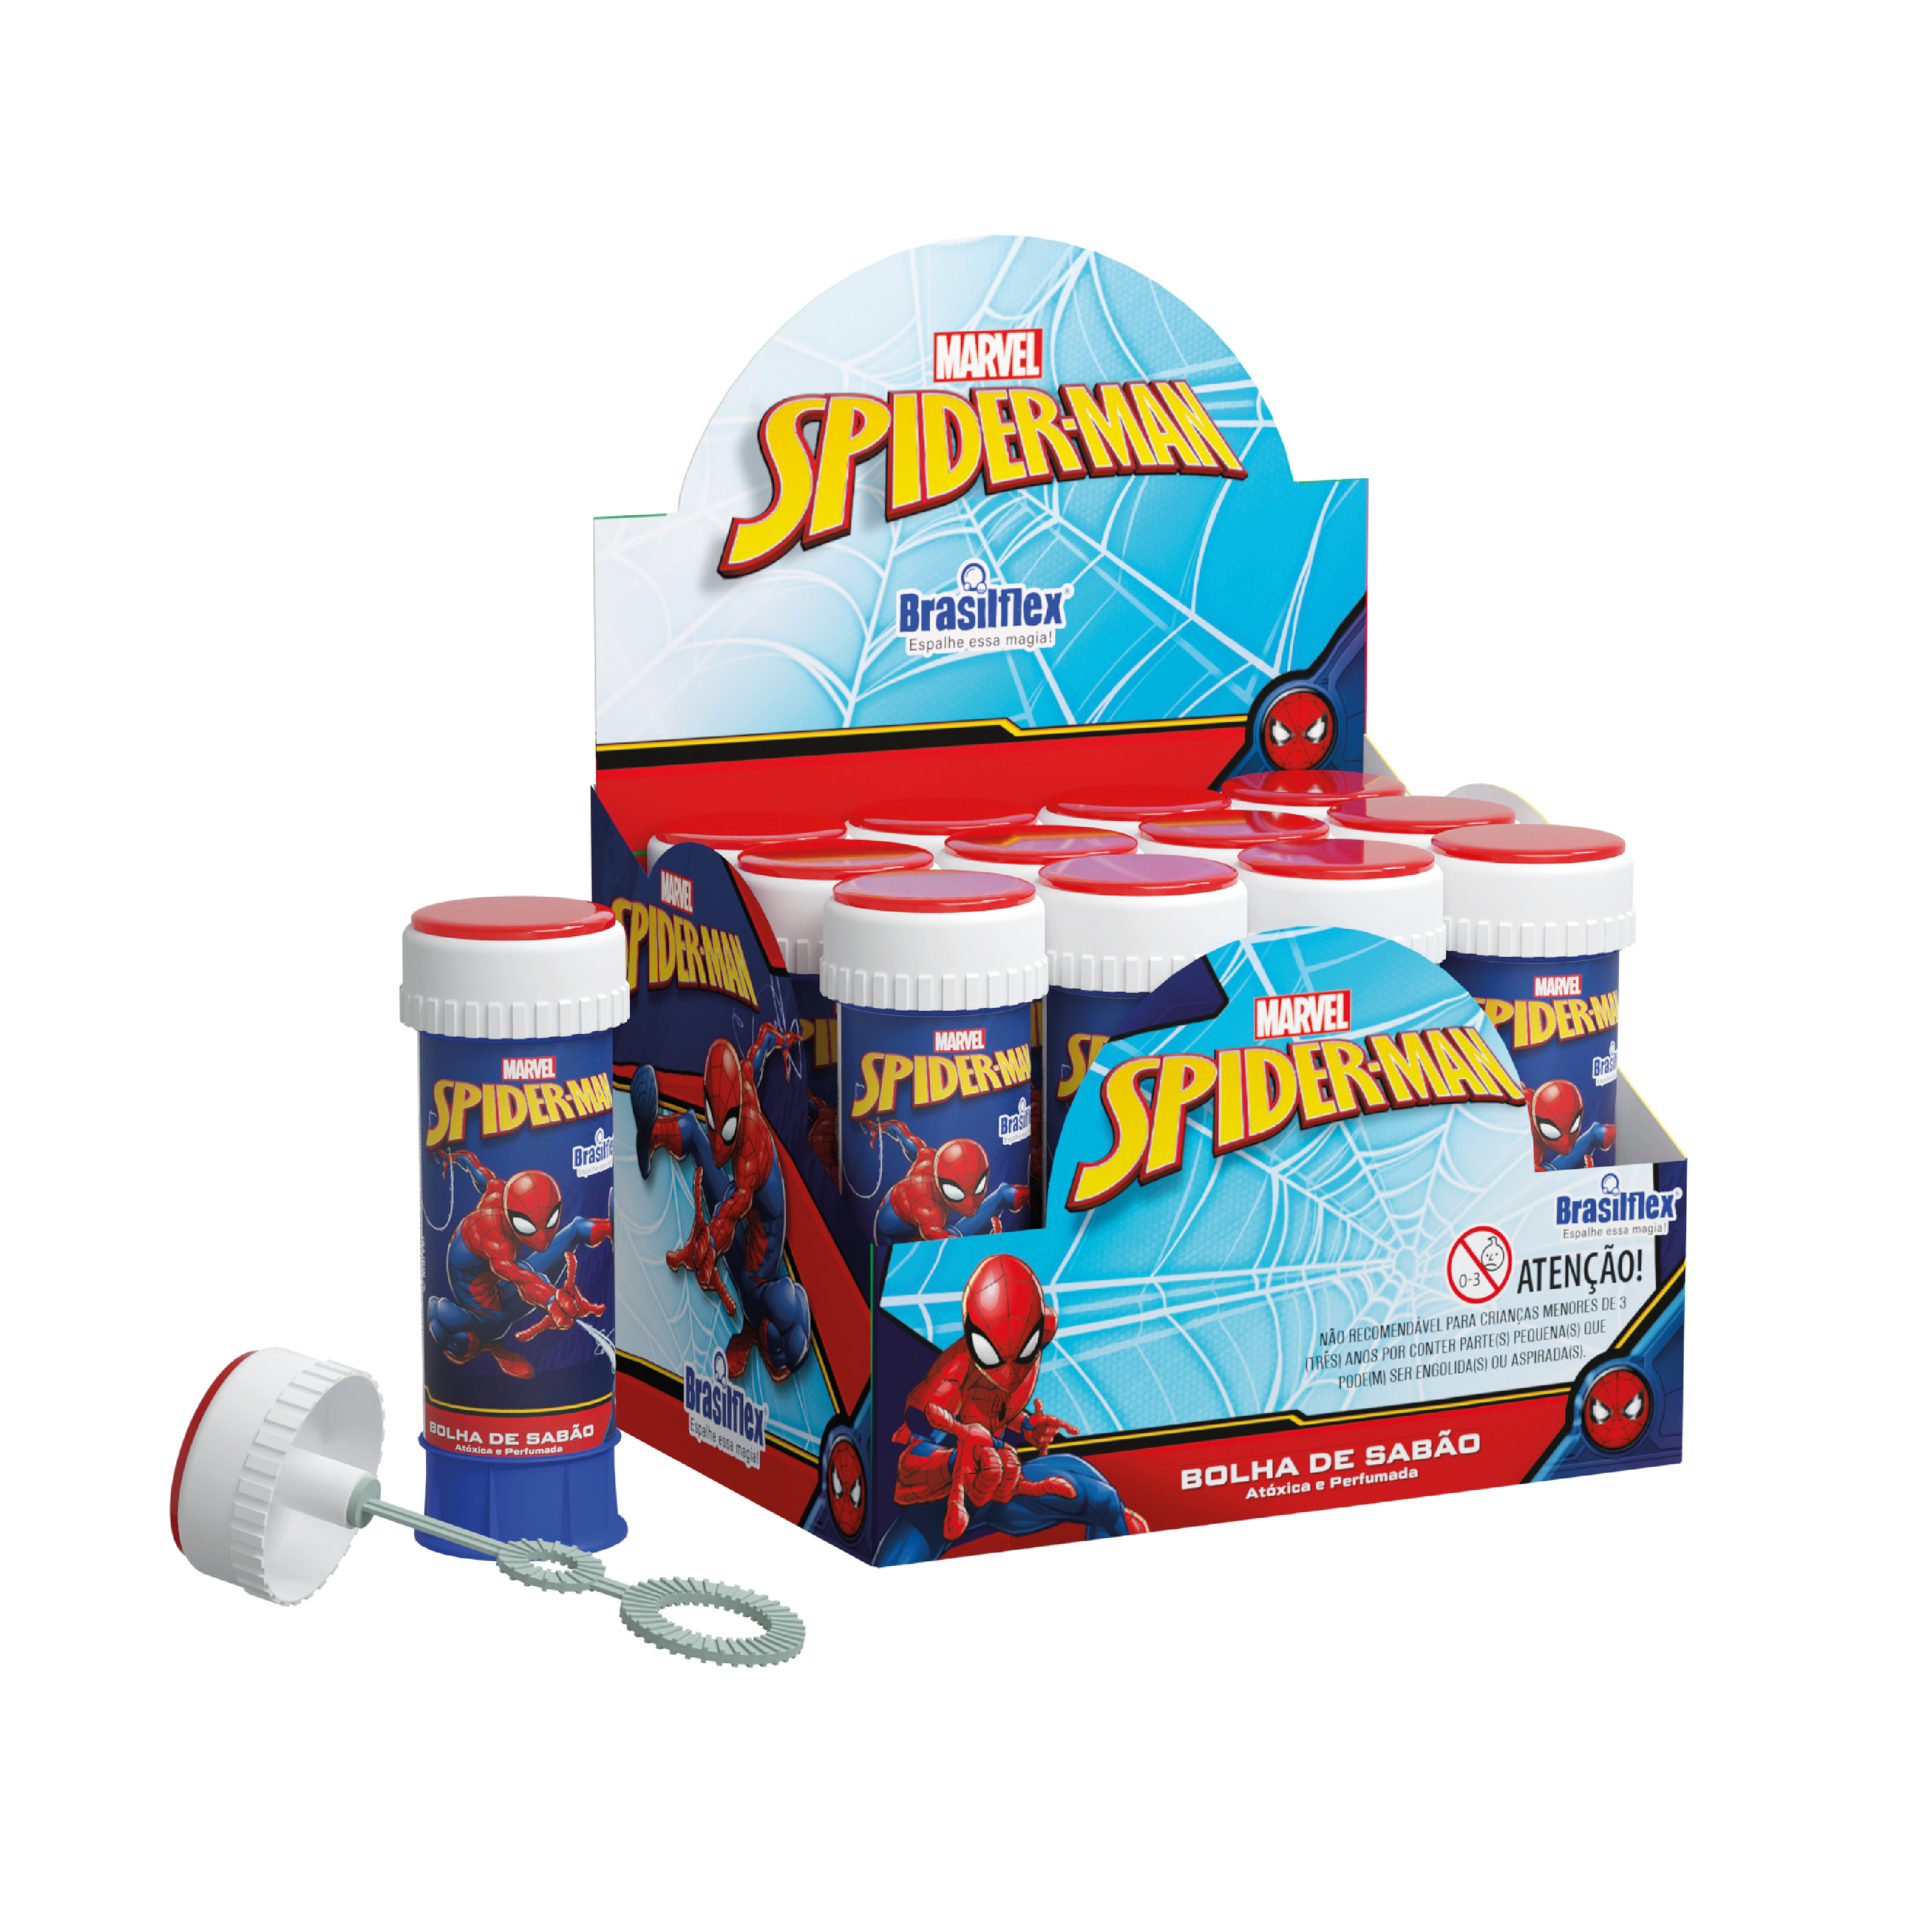 MARVEL
SPIDER-MAN
Brasilflex
Espalhe essa magia!
MARVEL
SPIDER-MAN
Brasilflex
Espalhe essa magia!
MARVEL
SPIDER-MAN
BOLHA DE SABÃO
Atóxica e Perfumada
MARVEL
SPIDER-MAN
MARVEL
SPIDER-MAN
Brasilflex
Espalhe essa magia!
0-3
ATENÇÃO!
NÃO RECOMENDÁVEL PARA CRIANÇAS MENORES DE 3
(TRÊS) ANOS POR CONTER PARTE(S) PEQUENA(S) QUE
PODE(M) SER ENGOLIDA(S) OU ASPIRADA(S).
BOLHA DE SABÃO
Atóxica e Perfumada
MARVEL